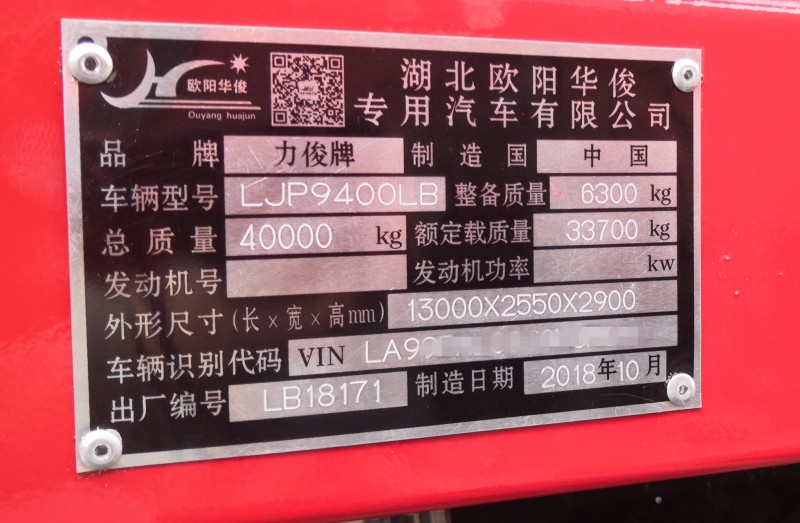 欧阳华俊
Ouyang huajun
湖北欧阳华俊
专用汽车有限公司
品牌 力俊牌 制造国 中国
车辆型号 LJP9400LB 整备质量 6300 kg
总质量 40000 kg 额定载质量 33700 kg
发动机号 发动机功率 kw
外形尺寸(长×宽×高mm) 13000X2550X2900
车辆识别代码 VIN LA9
出厂编号 LB18171 制造日期 2018年10月